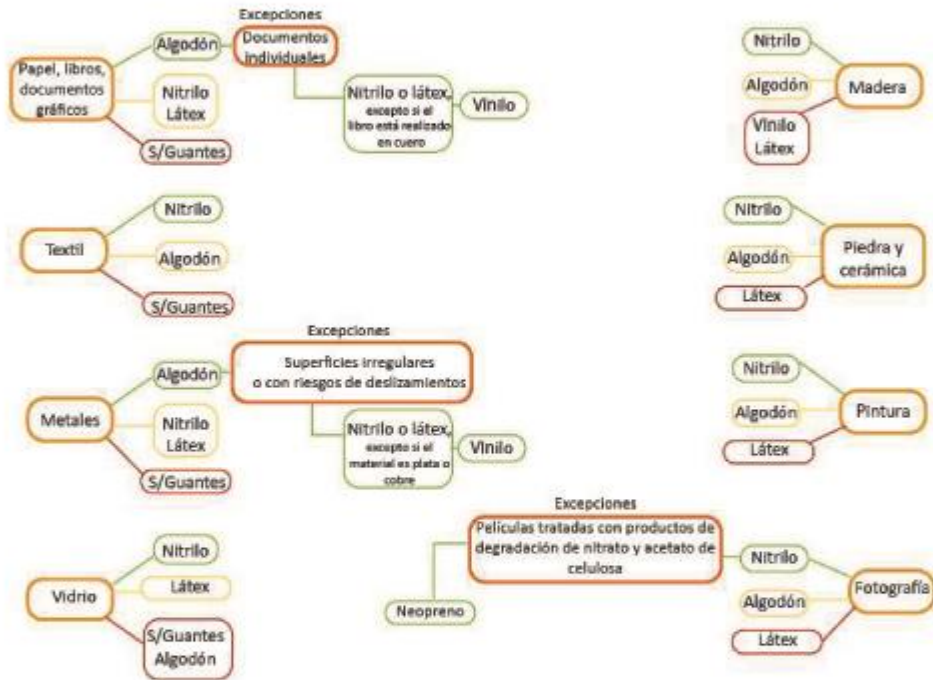 Excepciones
Algodón
Documentos
individuales
Papel, libros,
documentos
gráficos
Nitrilo
Látex
S/Guantes
Nitrilo o látex,
excepto si el
libro está realizado
en cuero
Vinilo
Nitrilo
Algodón
Madera
Vinilo
Látex
Nitrilo
Textil
Algodón
S/Guantes
Nitrilo
Algodón
Piedra y
cerámica
Látex
Excepciones
Algodón
Superficies irregulares
o con riesgos de deslizamientos
Metales
Nitrilo
Látex
S/Guantes
Nitrilo o látex,
excepto si el
material es plata o
cobre
Vinilo
Nitrilo
Algodón
Pintura
Látex
Nitrilo
Vidrio
Látex
S/Guantes
Algodón
Excepciones
Películas tratadas con productos de
degradación de nitrato y acetato de
celulosa
Neopreno
Nitrilo
Algodón
Fotografía
Látex